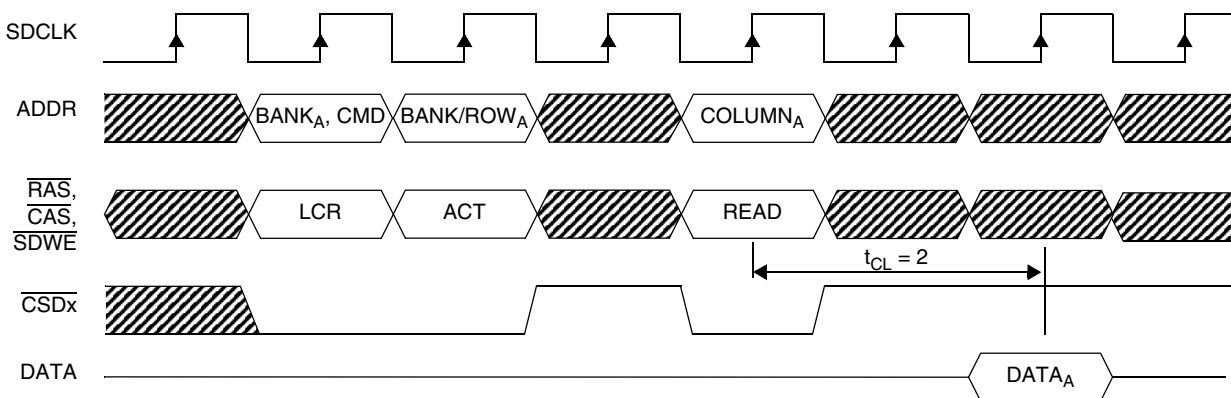 SDCLK
ADDR
BANK_A, CMD
BANK/ROW_A
COLUMN_A
RAS,
CAS,
SDWE
LCR
ACT
READ
t_CL = 2
CSDx
DATA
DATA_A